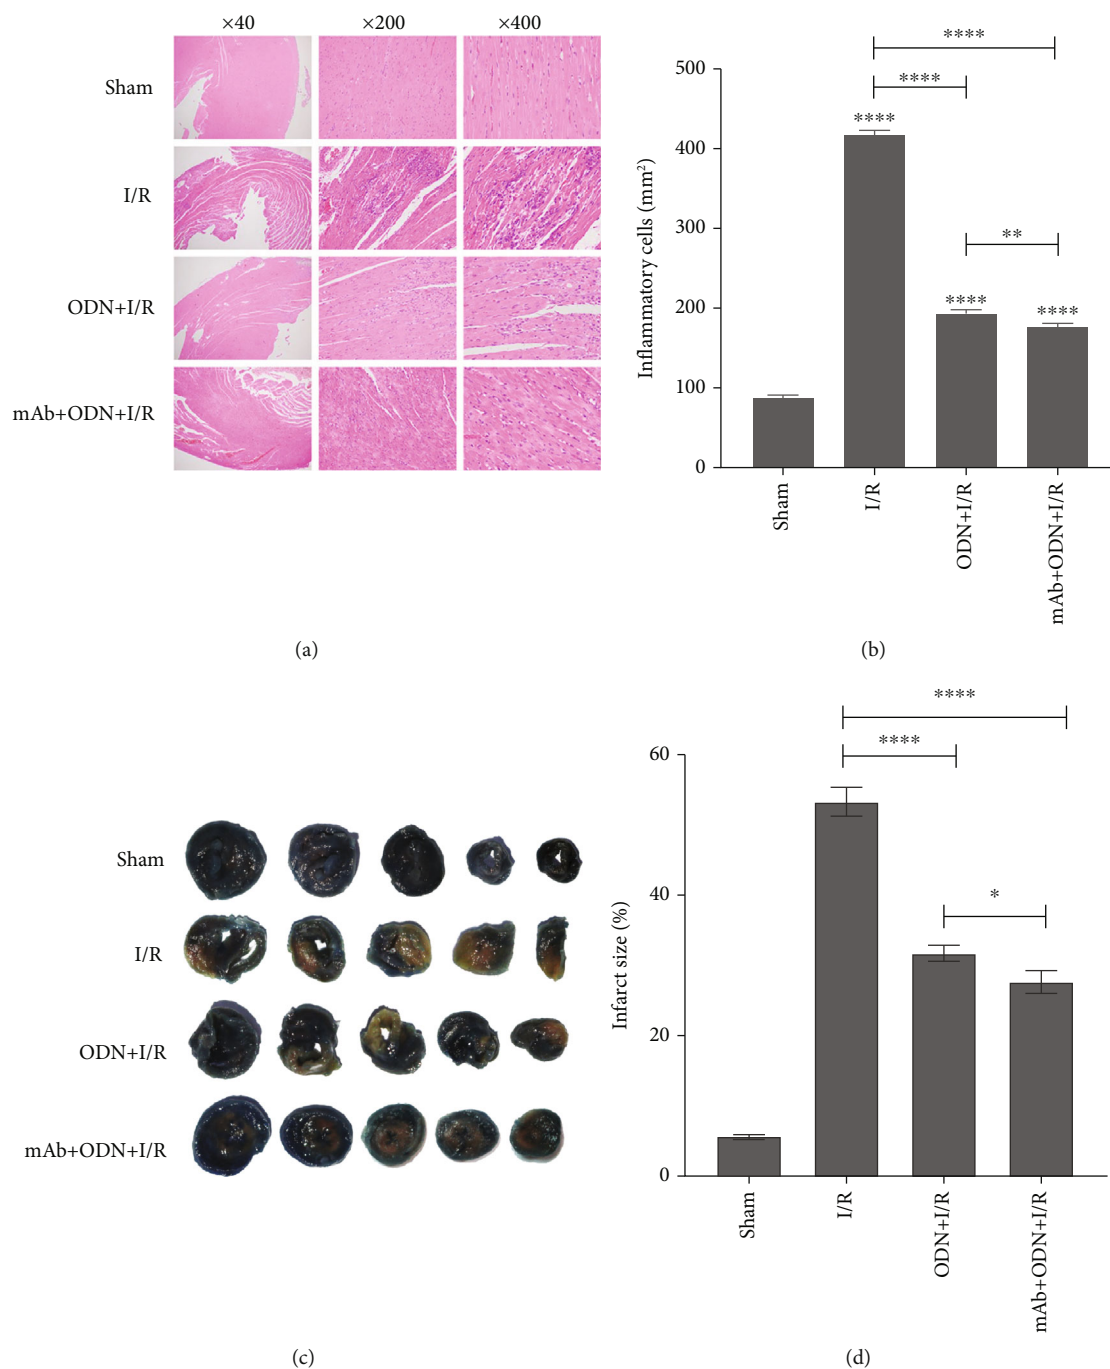 ×40 ×200 ×400
Sham
I/R
ODN+I/R
mAb+ODN+I/R
(a)
****
****
****
**
****
****
Inflammatory cells (mm²)
500
400
300
200
100
0
Sham
I/R
ODN+I/R
mAb+ODN+I/R
(b)
Sham
I/R
ODN+I/R
mAb+ODN+I/R
(c)
****
****
*
Infarct size (%)
60
40
20
0
Sham
I/R
ODN+I/R
mAb+ODN+I/R
(d)